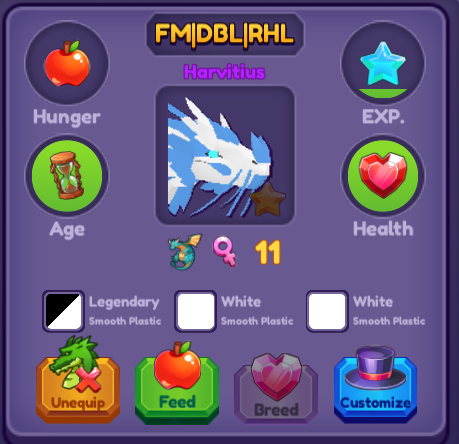 FM|DBL|RHL
Harvitius
Hunger
EXP.
Age
Health
11
Legendary
Smooth Plastic
White
Smooth Plastic
White
Smooth Plastic
Unequip
Feed
Breed
Customize